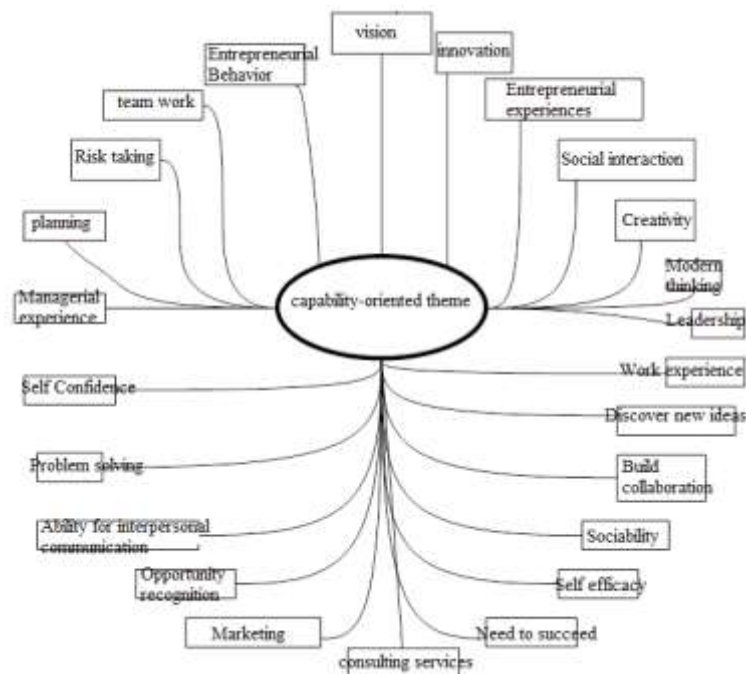 vision
innovation
Entrepreneurial
Behavior
Entrepreneurial
experiences
team work
Risk taking
Social interaction
planning
Creativity
Modern
thinking
Managerial
experience
capability-oriented theme
Leadership
Work experience
Self Confidence
Discover new ideas
Problem solving
Build
collaboration
Ability for interpersonal
communication
Sociability
Opportunity
recognition
Self efficacy
Marketing
Need to succeed
consulting services